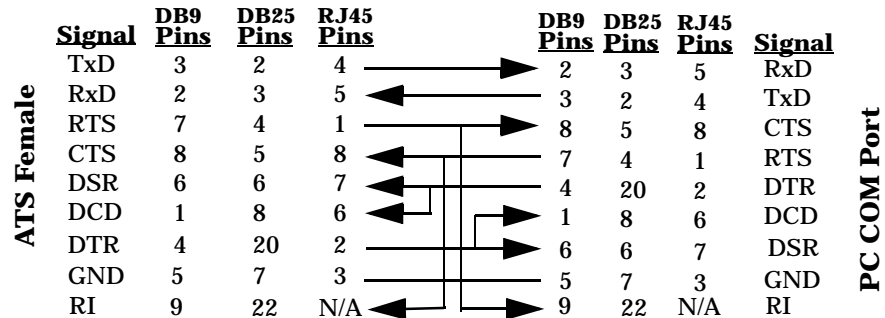 ATS Female
DB9 DB25 RJ45
Signal Pins Pins Pins
TxD 3 2 4
RxD 2 3 5
RTS 7 4 1
CTS 8 5 8
DSR 6 6 7
DCD 1 8 6
DTR 4 20 2
GND 5 7 3
RI 9 22 N/A
DB9 DB25 RJ45
Pins Pins Pins Signal
2 3 5 RxD
3 2 4 TxD
8 5 8 CTS
7 4 1 RTS
4 20 2 DTR
1 8 6 DCD
6 6 7 DSR
5 7 3 GND
9 22 N/A RI
PC COM Port